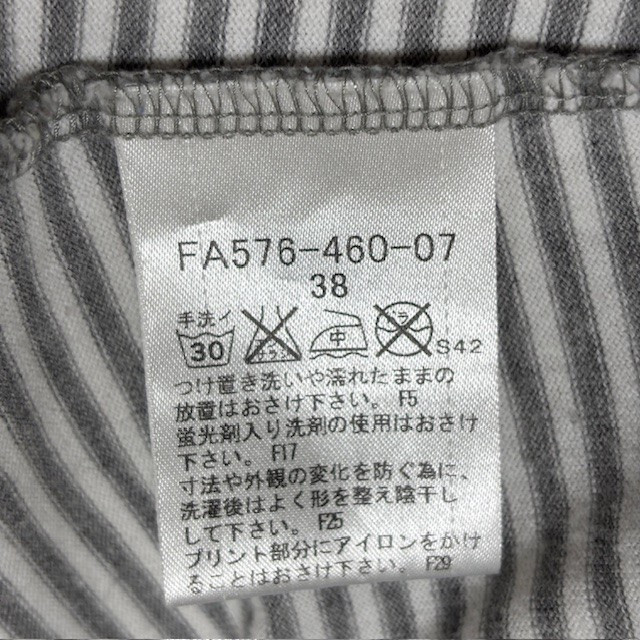 FA576-460-07
38
手洗イ
30
中
ドライ
S42
つけ置き洗いや濡れたままの
放置はおさけ下さい。F5
蛍光剤入り洗剤の使用はおさけ
下さい。F17
寸法や外観の変化を防ぐ為に、
洗濯後はよく形を整え陰干し
して下さい。F25
プリント部分にアイロンをかけ
ることはおさけ下さい。F29